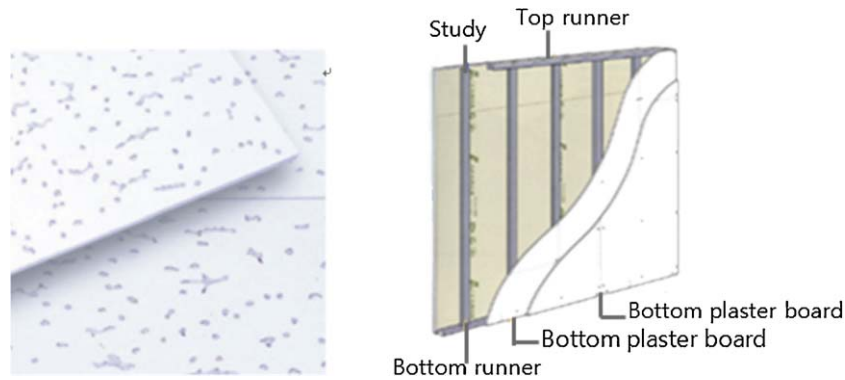 Study
Top runner
Bottom plaster board
Bottom plaster board
Bottom runner